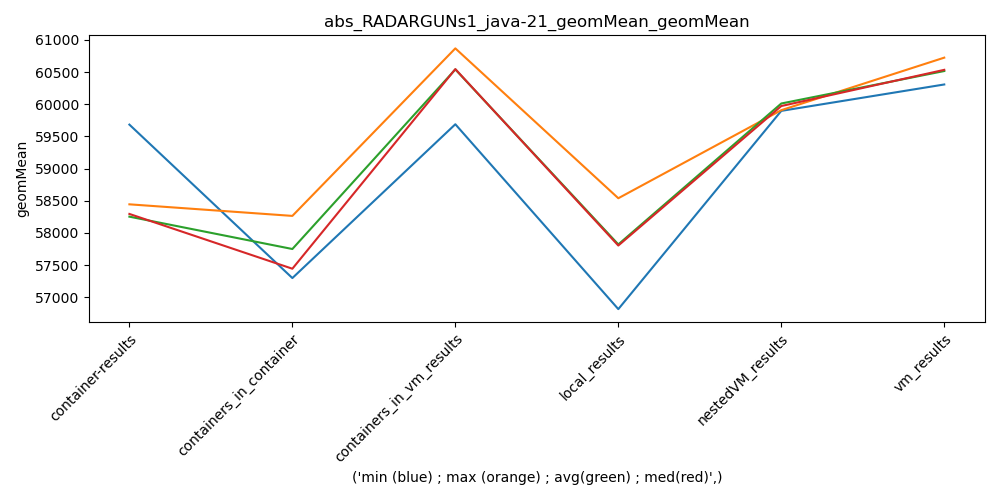 abs_RADARGUNs1_java-21_geomMean_geomMean
61000
60500
60000
59500
59000
58500
58000
57500
57000
geomMean
container-results
containers_in_container
containers_in_vm_results
local_results
nestedVM_results
vm_results
('min (blue) ; max (orange) ; avg(green) ; med(red)',)